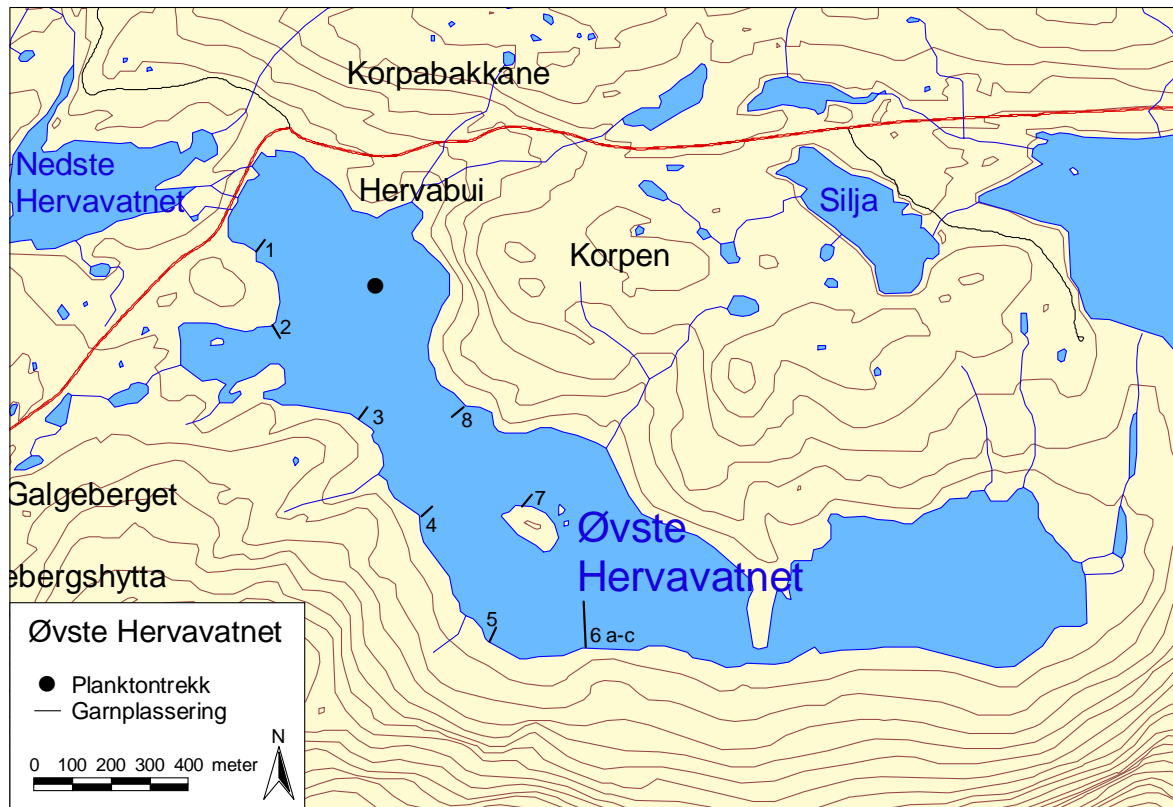 Korpabakkane
Nedste
Hervavatnet
Hervabui
Silja
1
Korpen
2
3
8
Galgeberget
7
4
Øvste
Hervavatnet
ebergshytta
5
6 a-c
Øvste Hervavatnet
Planktontrekk
Garnplassering
N
0 100 200 300 400 meter